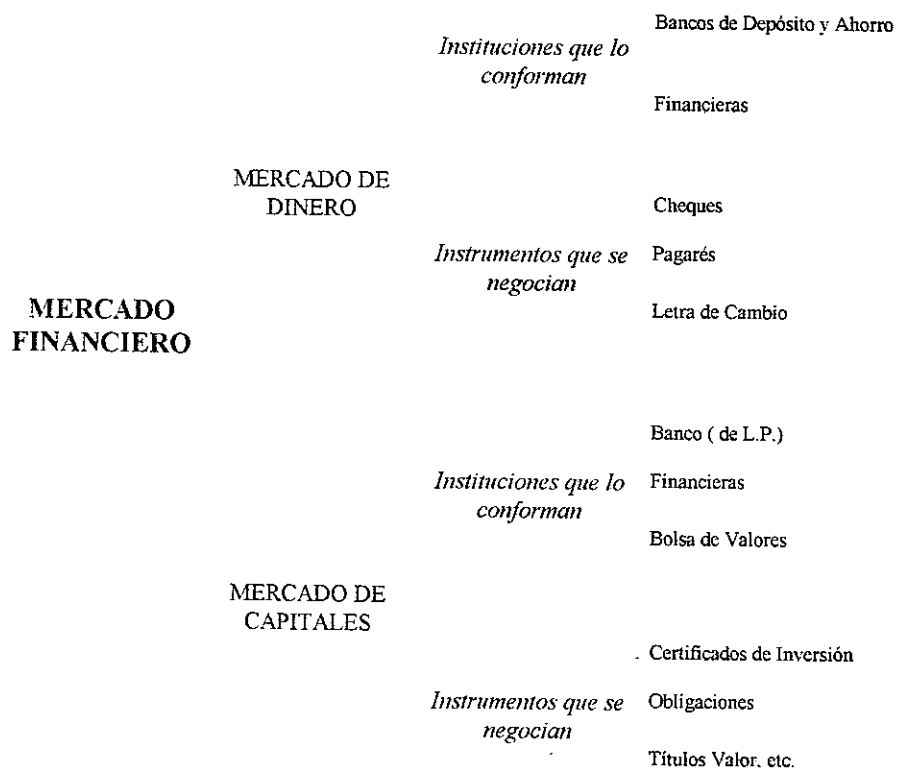 MERCADO
FINANCIERO
MERCADO DE
DINERO
Instituciones que lo
conforman
Bancos de Depósito y Ahorro
Financieras
Instrumentos que se
negocian
Cheques
Pagarés
Letra de Cambio
MERCADO DE
CAPITALES
Instituciones que lo
conforman
Banco ( de L.P.)
Financieras
Bolsa de Valores
Instrumentos que se
negocian
Certificados de Inversión
Obligaciones
Títulos Valor, etc.